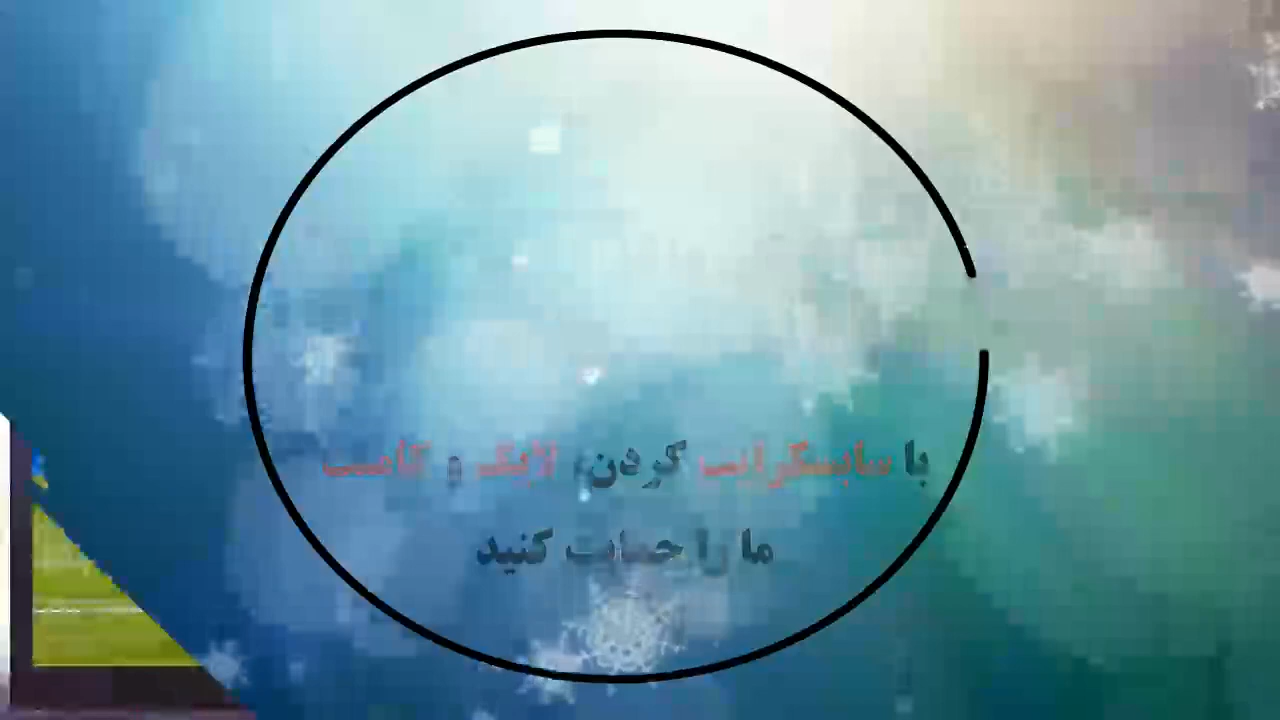 با سابسکرایب کردن، لایک و کامنت
ما را حمایت کنید